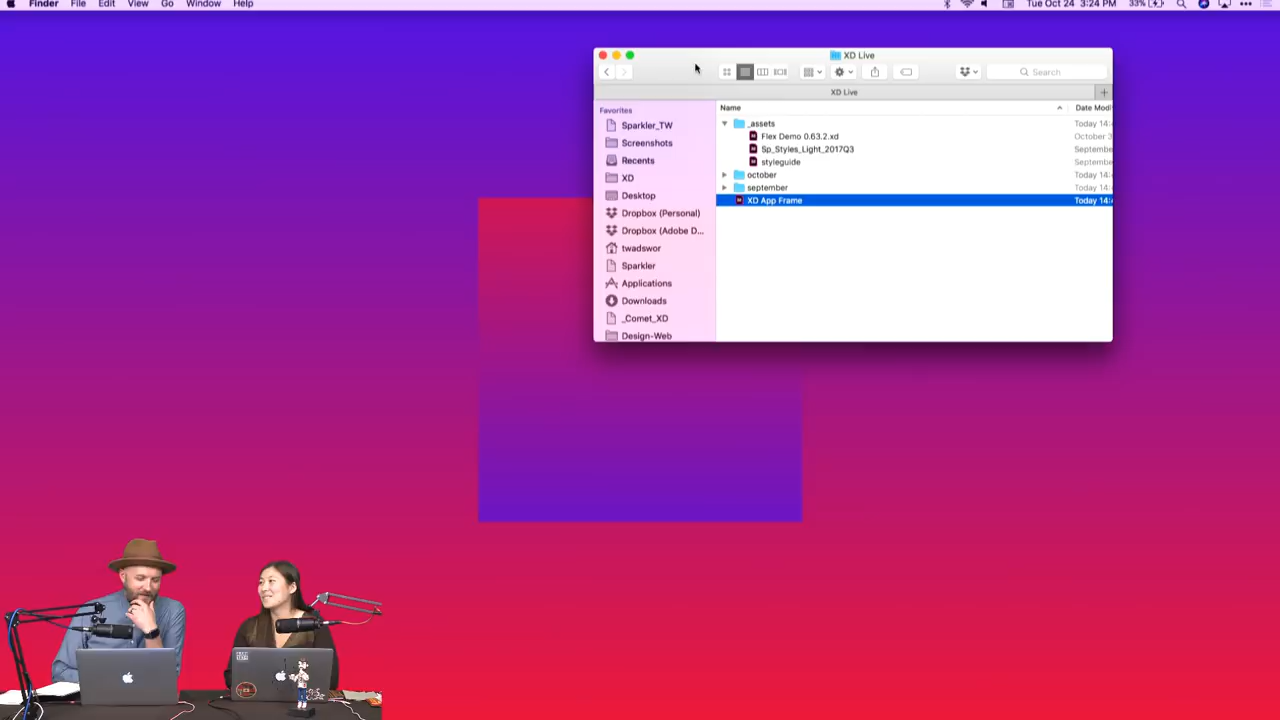 Finder File Edit View Go Window Help
Tue Oct 24 3:24 PM 33%
XD Live
Search
XD Live
Favorites
Sparkler_TW
Screenshots
Recents
XD
Desktop
Dropbox (Personal)
Dropbox (Adobe D...
twadswor
Sparkler
Applications
Downloads
_Comet_XD
Design-Web
Name Date Modi
_assets Today 14:
Flex Demo 0.63.2.xd October 3
Sp_Styles_Light_2017Q3 Septembe
styleguide Septembe
october Today 14:
september Today 14:
XD App Frame Today 14: